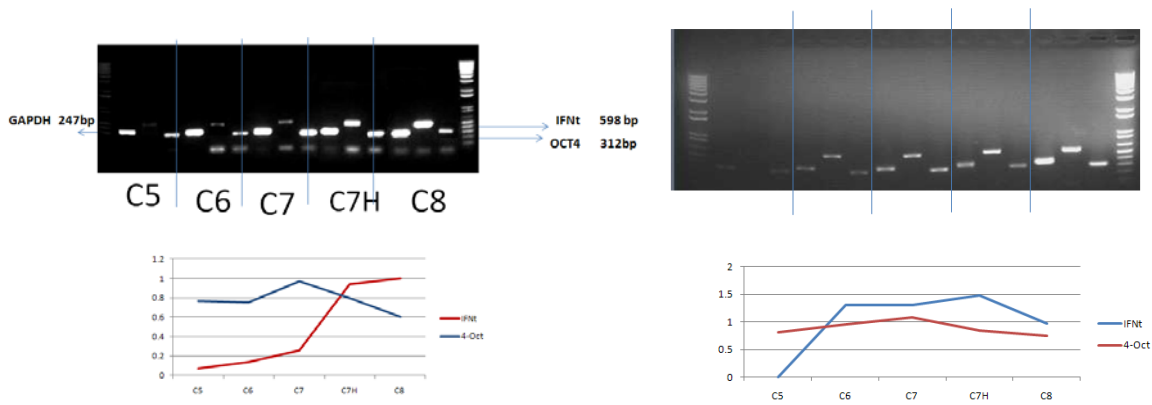 GAPDH 247bp
IFNt 598 bp
OCT4 312bp
C5 C6 C7 C7H C8
1.2
1
0.8
0.6
0.4
0.2
0
C5 C6 C7 C7H C8
IFNt
4-Oct
2
1.5
1
0.5
0
C5 C6 C7 C7H C8
IFNt
4-Oct